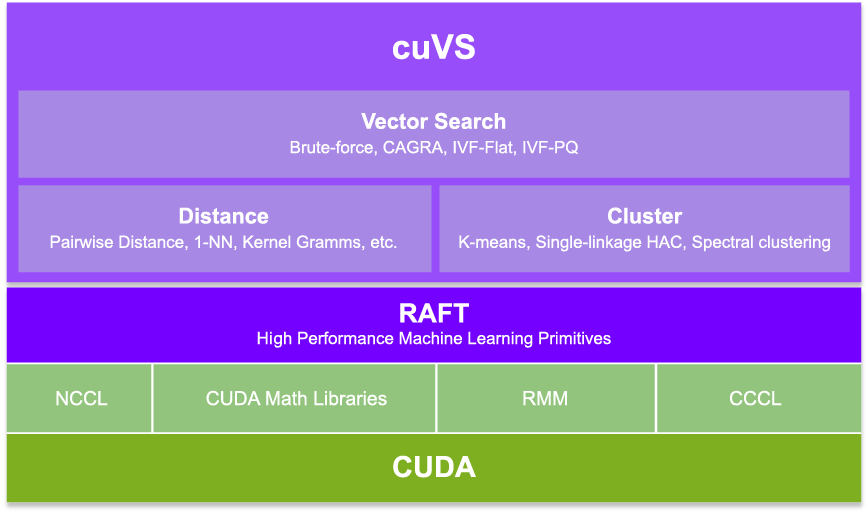 cuVS
Vector Search
Brute-force, CAGRA, IVF-Flat, IVF-PQ
Distance
Pairwise Distance, 1-NN, Kernel Gramms, etc.
Cluster
K-means, Single-linkage HAC, Spectral clustering
RAFT
High Performance Machine Learning Primitives
NCCL
CUDA Math Libraries
RMM
CCCL
CUDA